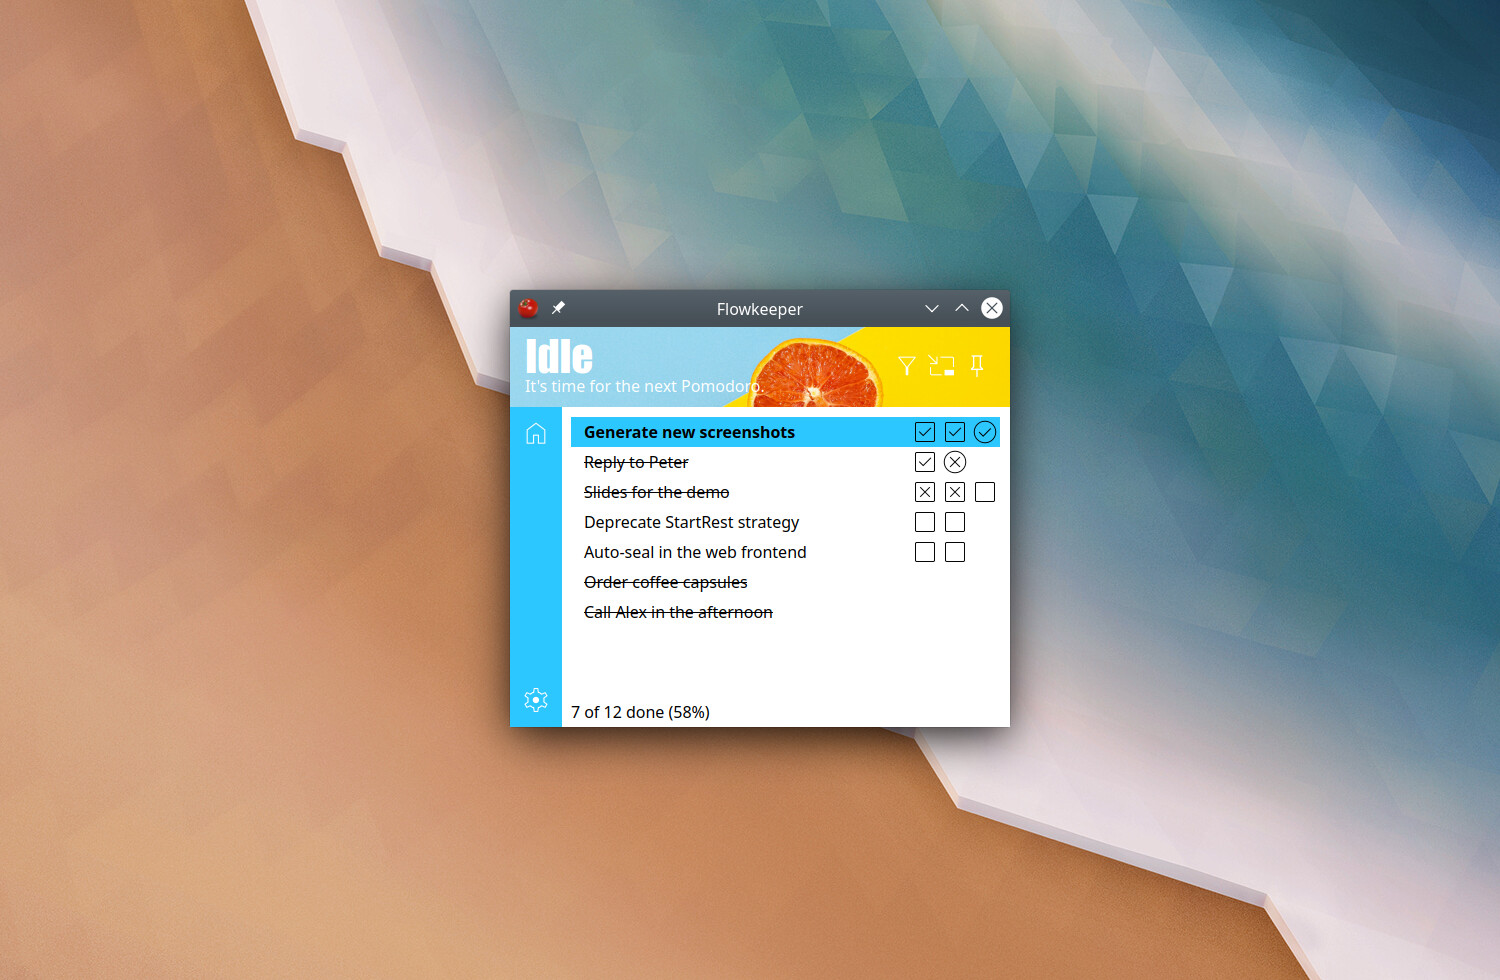 Flowkeeper
Idle
It's time for the next Pomodoro.
Generate new screenshots
Reply to Peter
Slides for the demo
Deprecate StartRest strategy
Auto-seal in the web frontend
Order coffee capsules
Call Alex in the afternoon
7 of 12 done (58%)